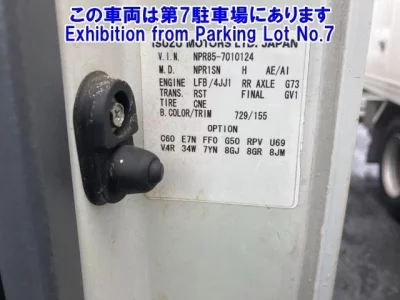 この車両は第7駐車場にあります
Exhibition from Parking Lot No.7
ISUZU MOTORS LTD. JAPAN
V.I.N. NPR85-7010124
M.D. NPR1SN H AE/AI
ENGINE LFB/4JJ1 RR AXLE G73
TRANS. RST FINAL GV1
TIRE CNE
B.COLOR/TRIM 729/155
OPTION
C60 E7N FF0 G50 RPV U69
V4R 34W 7YN 8GJ 8GR 8JM